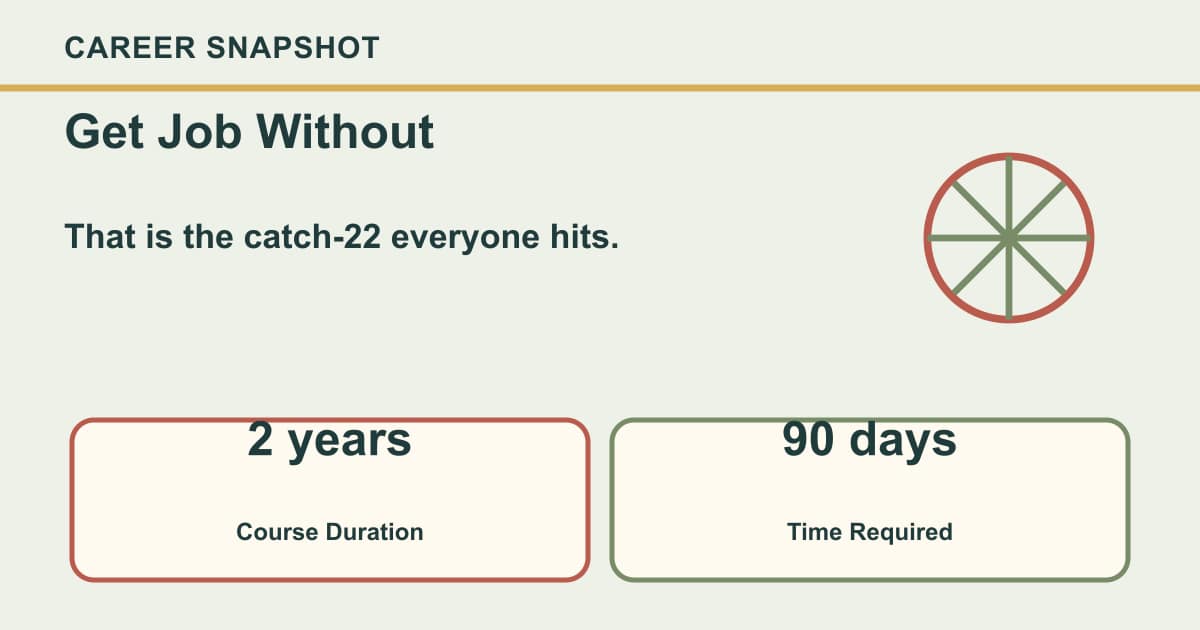 CAREER SNAPSHOT
Get Job Without
That is the catch-22 everyone hits.
2 years
Course Duration
90 days
Time Required